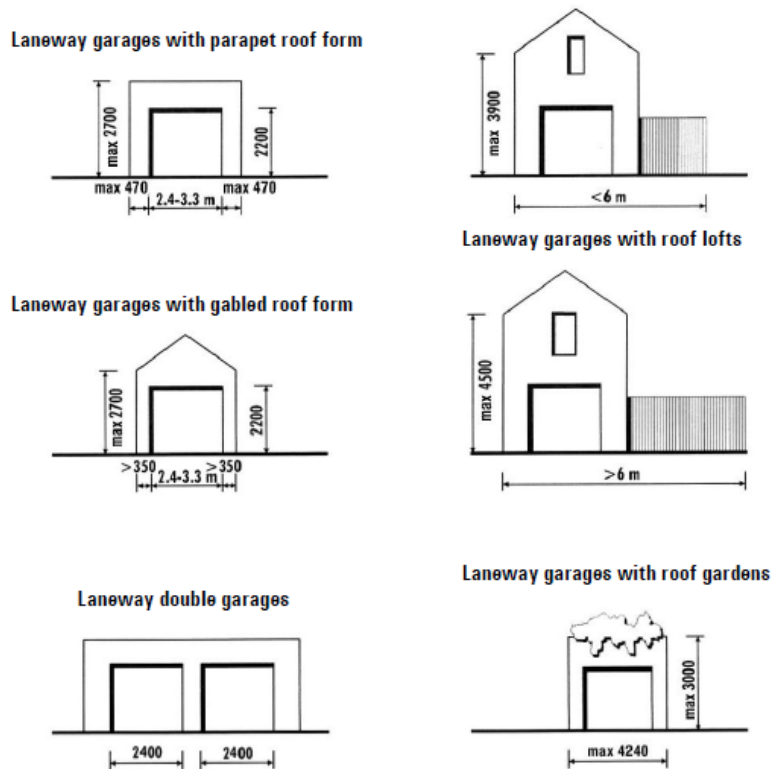 Laneway garages with parapet roof form
max 2700
2200
max 470
2.4-3.3 m
max 470
max 3900
<6 m
Laneway garages with roof lofts
Laneway garages with gabled roof form
max 2700
2200
>350
2.4-3.3 m
>350
max 4500
>6 m
Laneway double garages
2400
2400
Laneway garages with roof gardens
max 3000
max 4240